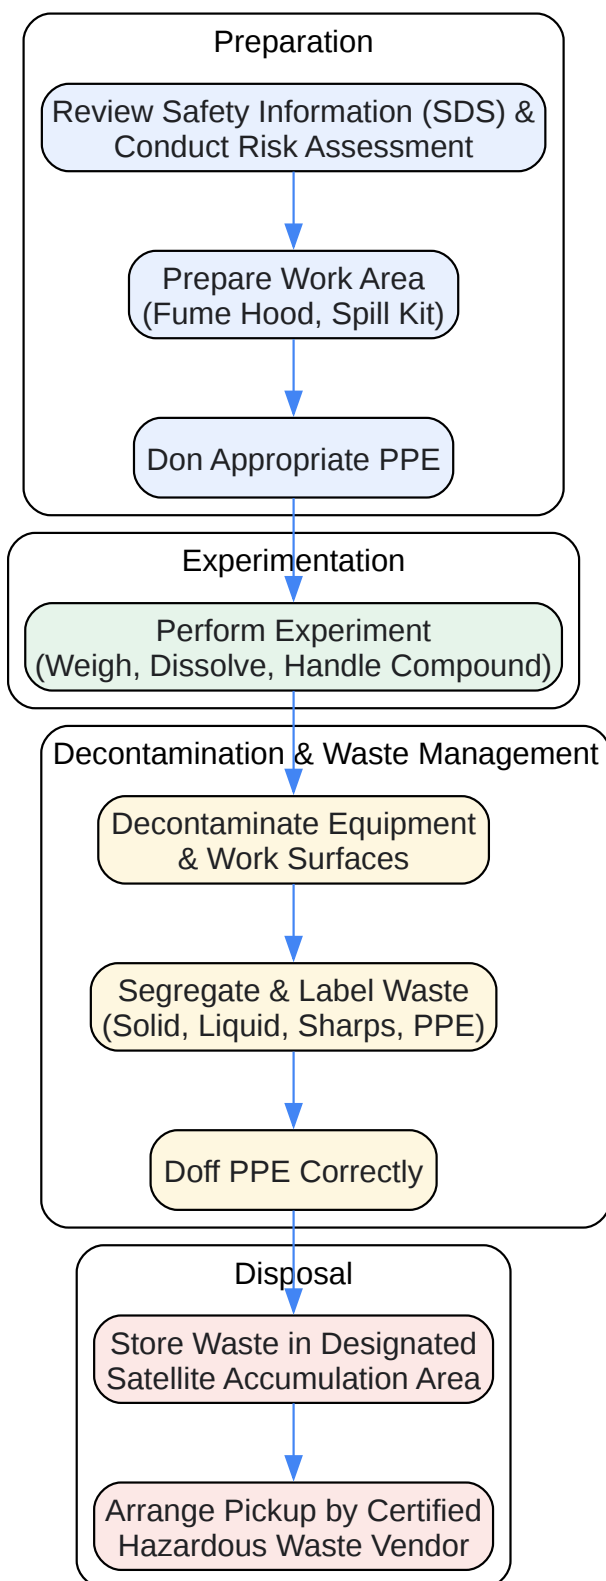 Preparation
Review Safety Information (SDS) &
Conduct Risk Assessment
Prepare Work Area
(Fume Hood, Spill Kit)
Don Appropriate PPE
Experimentation
Perform Experiment
(Weigh, Dissolve, Handle Compound)
Decontamination & Waste Management
Decontaminate Equipment
& Work Surfaces
Segregate & Label Waste
(Solid, Liquid, Sharps, PPE)
Doff PPE Correctly
Disposal
Store Waste in Designated
Satellite Accumulation Area
Arrange Pickup by Certified
Hazardous Waste Vendor